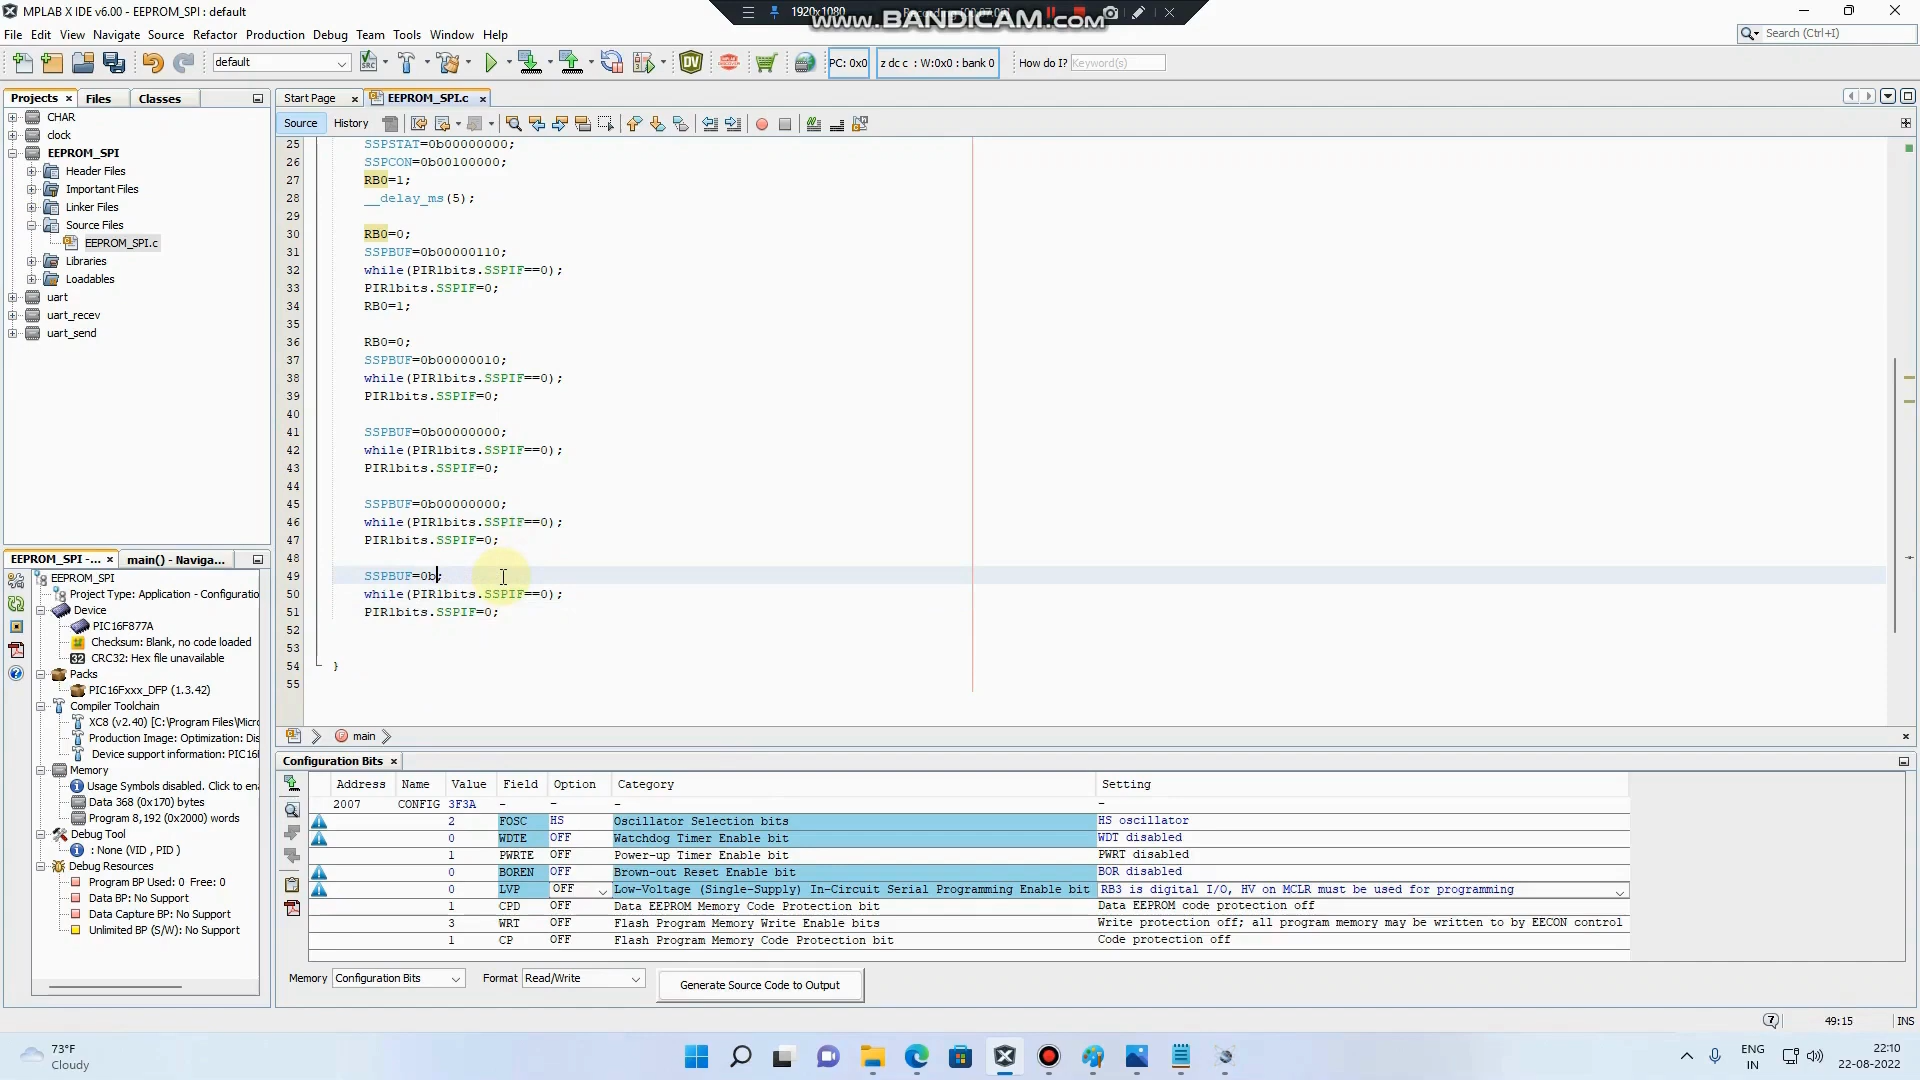 MPLAB X IDE v6.00 - EEPROM_SPI : default
1920x1080
www.BANDICAM.com
File Edit View Navigate Source Refactor Production Debug Team Tools Window Help
Search (Ctrl+I)
default
PC: 0x0
z dc c : W:0x0 : bank 0
How do I?
Keyword(s)
Projects
Files
Classes
Start Page
EEPROM_SPI.c
Source
History
CHAR
clock
EEPROM_SPI
Header Files
Important Files
Linker Files
Source Files
EEPROM_SPI.c
Libraries
Loadables
uart
uart_recev
uart_send
25 SSPSTAT=0b00000000;
26 SSPCON=0b00100000;
27 RB0=1;
28 __delay_ms(5);
29
30 RB0=0;
31 SSPBUF=0b00000110;
32 while(PIR1bits.SSPIF==0);
33 PIR1bits.SSPIF=0;
34 RB0=1;
35
36 RB0=0;
37 SSPBUF=0b00000010;
38 while(PIR1bits.SSPIF==0);
39 PIR1bits.SSPIF=0;
40
41 SSPBUF=0b00000000;
42 while(PIR1bits.SSPIF==0);
43 PIR1bits.SSPIF=0;
44
45 SSPBUF=0b00000000;
46 while(PIR1bits.SSPIF==0);
47 PIR1bits.SSPIF=0;
48
49 SSPBUF=0b;
50 while(PIR1bits.SSPIF==0);
51 PIR1bits.SSPIF=0;
52
53
54 }
55
main
EEPROM_SPI -...
main() - Naviga...
EEPROM_SPI
Project Type: Application - Configuratio
Device
PIC16F877A
Checksum: Blank, no code loaded
CRC32: Hex file unavailable
Packs
PIC16Fxxx_DFP (1.3.42)
Compiler Toolchain
XC8 (v2.40) [C:\Program Files\Micro
Production Image: Optimization: Dis
Device support information: PIC16F
Memory
Usage Symbols disabled. Click to ena
Data 368 (0x170) bytes
Program 8,192 (0x2000) words
Debug Tool
: None (VID , PID )
Debug Resources
Program BP Used: 0 Free: 0
Data BP: No Support
Data Capture BP: No Support
Unlimited BP (S/W): No Support
Configuration Bits
Address Name Value Field Option Category Setting
2007 CONFIG 3F3A - - - -
2 FOSC HS Oscillator Selection bits HS oscillator
0 WDTE OFF Watchdog Timer Enable bit WDT disabled
1 PWRTE OFF Power-up Timer Enable bit PWRT disabled
0 BOREN OFF Brown-out Reset Enable bit BOR disabled
0 LVP OFF Low-Voltage (Single-Supply) In-Circuit Serial Programming Enable bit RB3 is digital I/O, HV on MCLR must be used for programming
1 CPD OFF Data EEPROM Memory Code Protection bit Data EEPROM code protection off
3 WRT OFF Flash Program Memory Write Enable bits Write protection off; all program memory may be written to by EECON control
1 CP OFF Flash Program Memory Code Protection bit Code protection off
Memory Configuration Bits Format Read/Write Generate Source Code to Output
49:15 INS
73°F
Cloudy
ENG
IN
22:10
22-08-2022